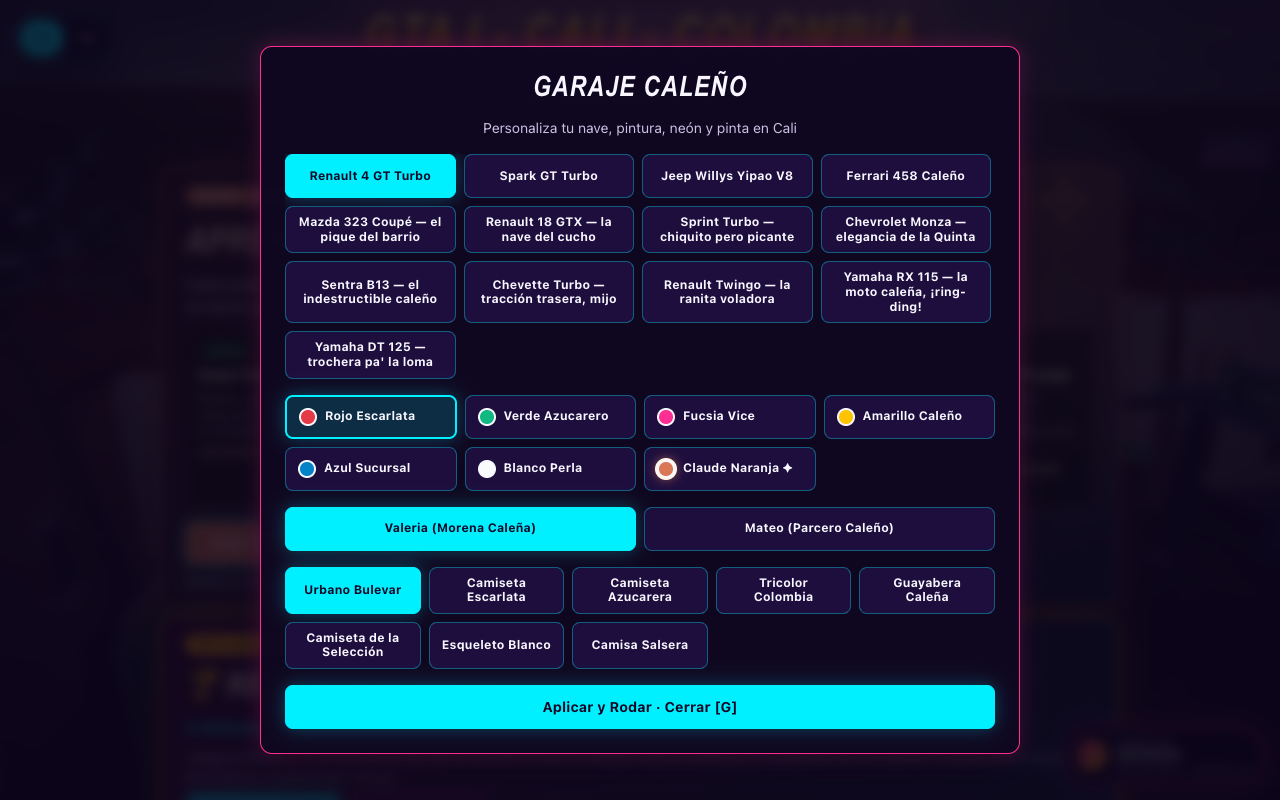 GTA I · CALI · COLOMBIA
GARAJE CALEÑO
Personaliza tu nave, pintura, neón y pinta en Cali
Renault 4 GT Turbo
Spark GT Turbo
Jeep Willys Yipao V8
Ferrari 458 Caleño
Mazda 323 Coupé — el
pique del barrio
Renault 18 GTX — la
nave del cucho
Sprint Turbo —
chiquito pero picante
Chevrolet Monza —
elegancia de la Quinta
Sentra B13 — el
indestructible caleño
Chevette Turbo —
tracción trasera, mijo
Renault Twingo — la
ranita voladora
Yamaha RX 115 — la
moto caleña, ¡ring-
ding!
Yamaha DT 125 —
trochera pa' la loma
Rojo Escarlata
Verde Azucarero
Fucsia Vice
Amarillo Caleño
Azul Sucursal
Blanco Perla
Claude Naranja ✦
Valeria (Morena Caleña)
Mateo (Parcero Caleño)
Urbano Bulevar
Camiseta
Escarlata
Camiseta
Azucarera
Tricolor
Colombia
Guayabera
Caleña
Camiseta de la
Selección
Esqueleto Blanco
Camisa Salsera
Aplicar y Rodar · Cerrar [G]